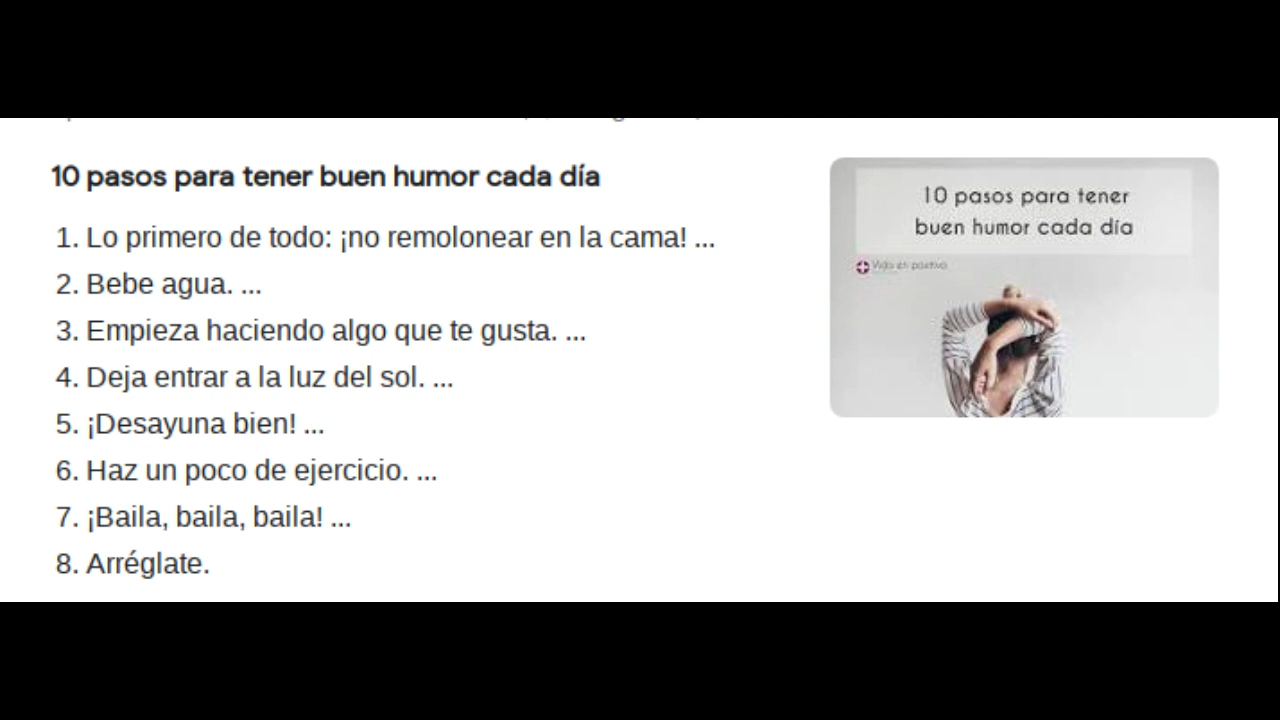 10 pasos para tener buen humor cada día
1. Lo primero de todo: ¡no remolonear en la cama! ...
2. Bebe agua. ...
3. Empieza haciendo algo que te gusta. ...
4. Deja entrar a la luz del sol. ...
5. ¡Desayuna bien! ...
6. Haz un poco de ejercicio. ...
7. ¡Baila, baila, baila! ...
8. Arréglate.
10 pasos para tener
buen humor cada día
Vida en positivo